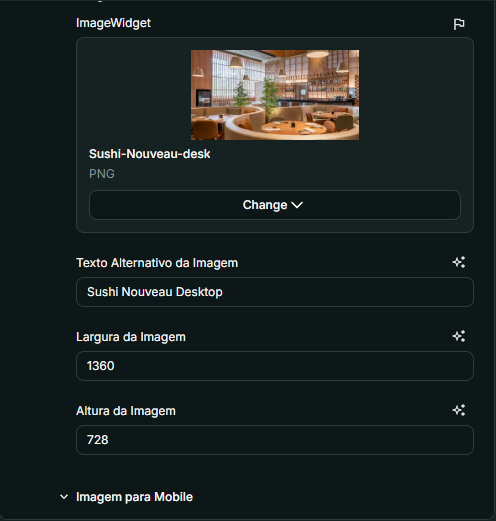 ImageWidget
Sushi-Nouveau-desk
PNG
Change
Texto Alternativo da Imagem
Sushi Nouveau Desktop
Largura da Imagem
1360
Altura da Imagem
728
Imagem para Mobile